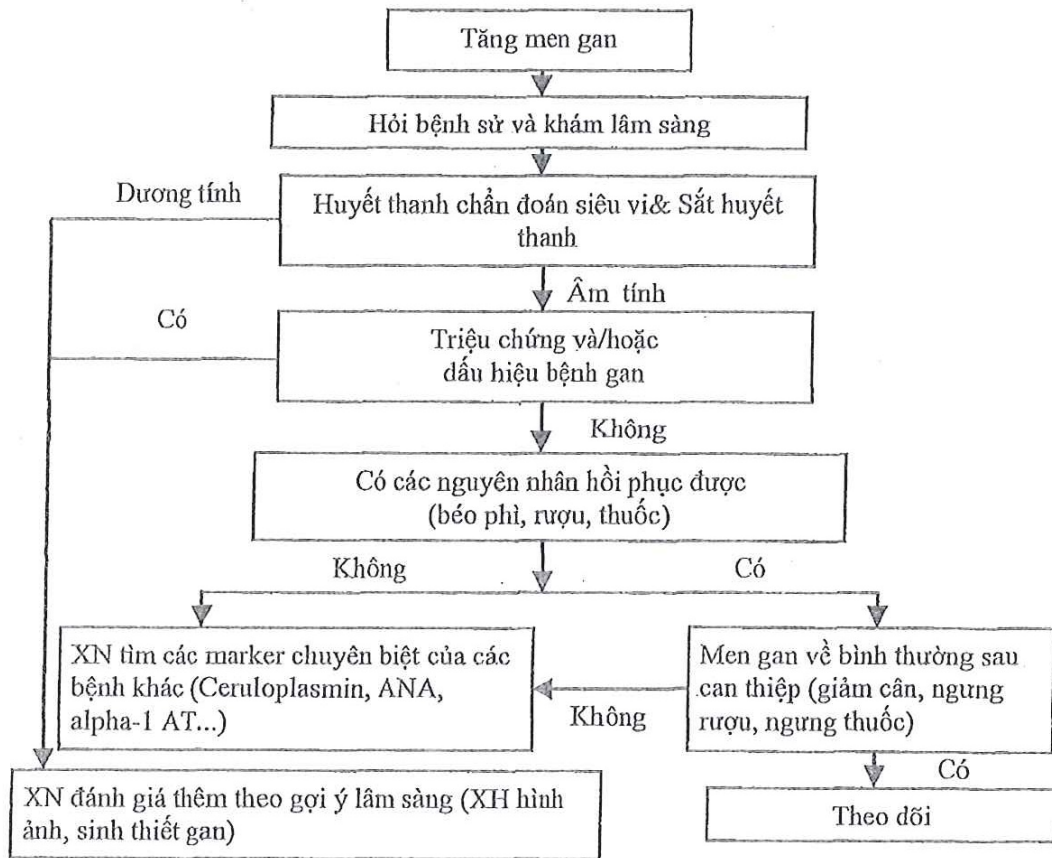 Tăng men gan
Hỏi bệnh sử và khám lâm sàng
Dương tính
Huyết thanh chẩn đoán siêu vi& Sắt huyết
thanh
Âm tính
Có
Triệu chứng và/hoặc
dấu hiệu bệnh gan
Không
Có các nguyên nhân hồi phục được
(béo phì, rượu, thuốc)
Không
Có
XN tìm các marker chuyên biệt của các
bệnh khác (Ceruloplasmin, ANA,
alpha-1 AT...)
Men gan về bình thường sau
can thiệp (giảm cân, ngưng
rượu, ngưng thuốc)
Không
Có
XN đánh giá thêm theo gợi ý lâm sàng (XH hình
ảnh, sinh thiết gan)
Theo dõi